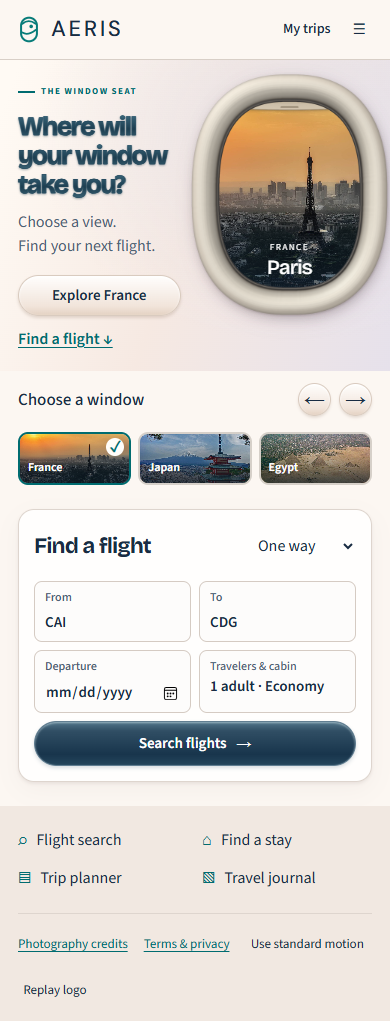 AERIS
My trips
THE WINDOW SEAT
Where will
your window
take you?
Choose a view.
Find your next flight.
Explore France
Find a flight ↓
FRANCE
Paris
Choose a window
← →
France
Japan
Egypt
Find a flight
One way
From
CAI
To
CDG
Departure
mm/dd/yyyy
Travelers & cabin
1 adult · Economy
Search flights →
Flight search
Find a stay
Trip planner
Travel journal
Photography credits
Terms & privacy
Use standard motion
Replay logo